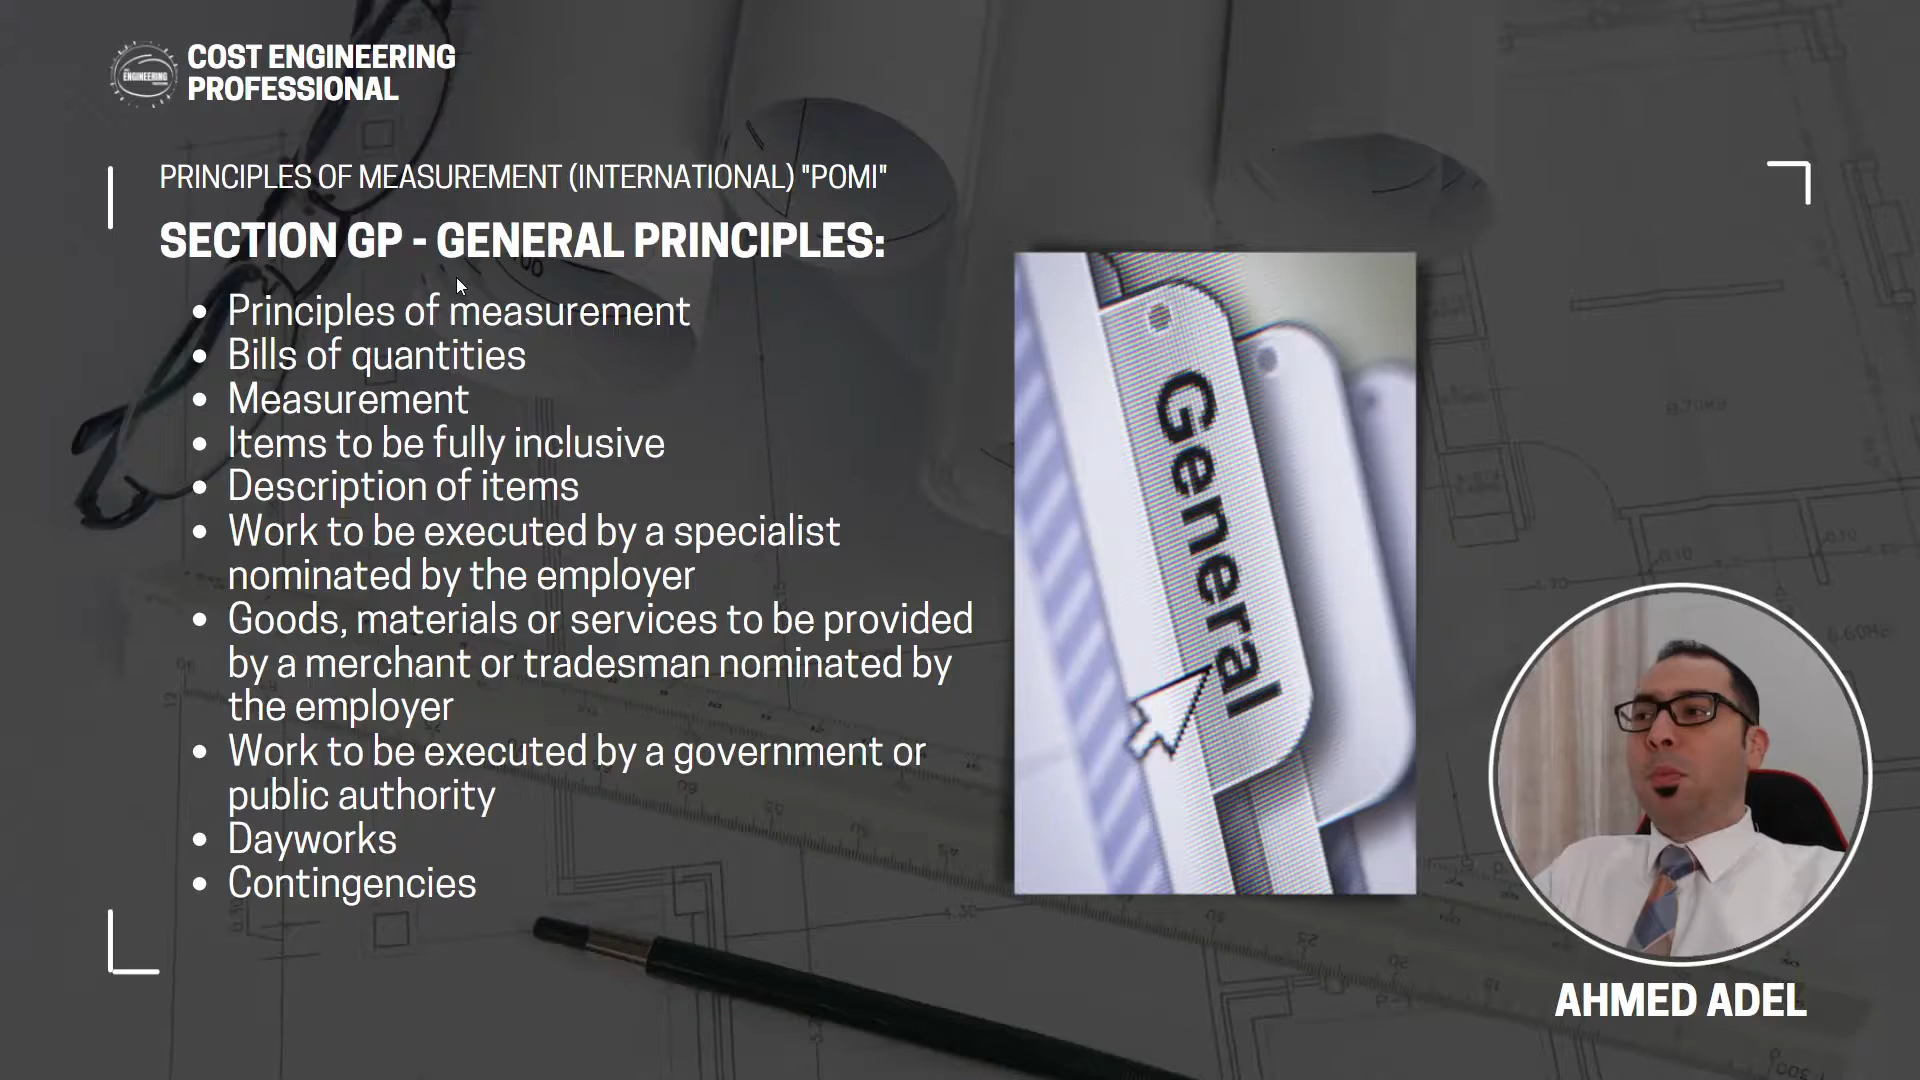 ENGINEERING
COST ENGINEERING
PROFESSIONAL
PRINCIPLES OF MEASUREMENT (INTERNATIONAL) "POMI"
SECTION GP - GENERAL PRINCIPLES:
• Principles of measurement
• Bills of quantities
• Measurement
• Items to be fully inclusive
• Description of items
• Work to be executed by a specialist
nominated by the employer
• Goods, materials or services to be provided
by a merchant or tradesman nominated by
the employer
• Work to be executed by a government or
public authority
• Dayworks
• Contingencies
General
AHMED ADEL